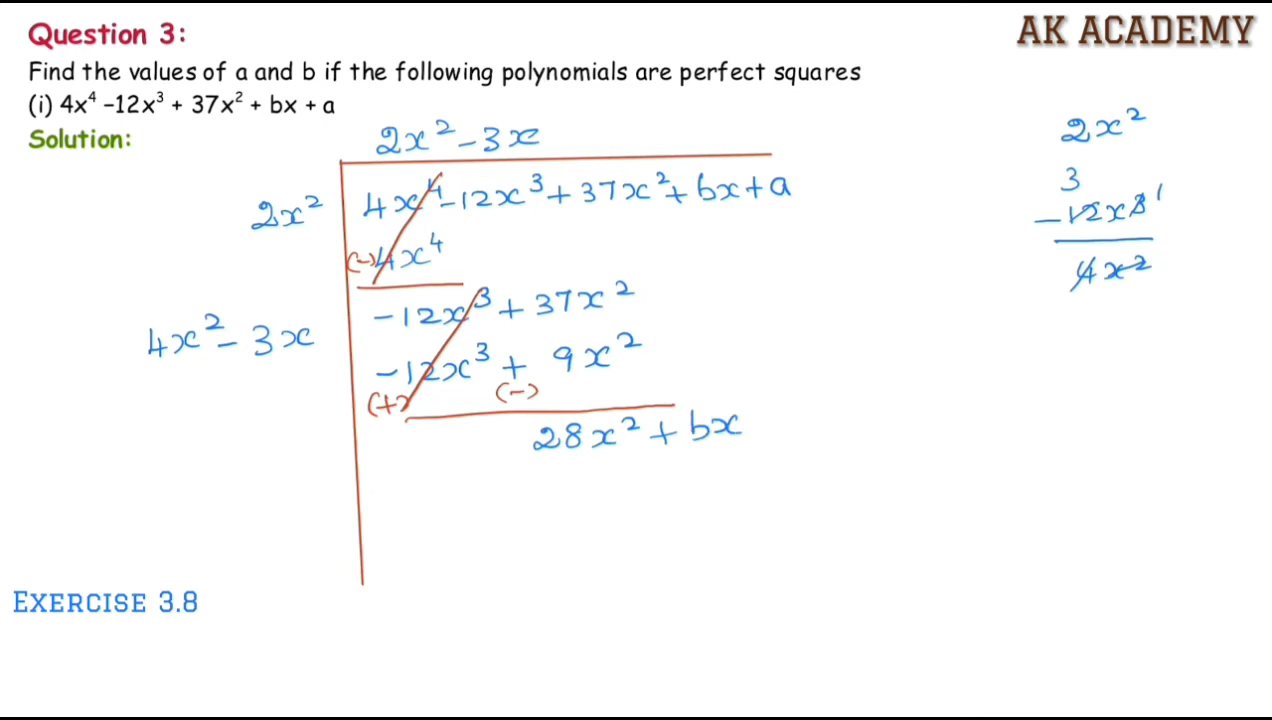 Question 3:
AK ACADEMY
Find the values of a and b if the following polynomials are perfect squares
(i) 4x⁴ –12x³ + 37x² + bx + a
Solution:
2x² – 3x
2x²
4x⁴ – 12x³ + 37x² + bx + a
(–) 4x⁴
4x² – 3x
–12x³ + 37x²
–12x³ + 9x²
(+) (–)
28x² + bx
2x²
3
–12x3 1
4x2
EXERCISE 3.8